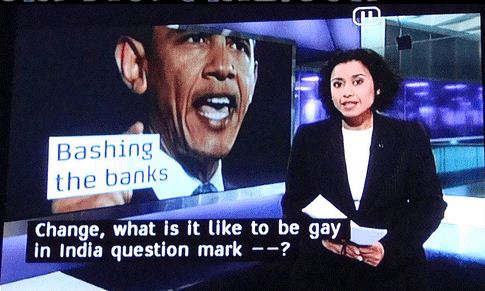 Bashing
the banks
Change, what is it like to be gay
in India question mark --?